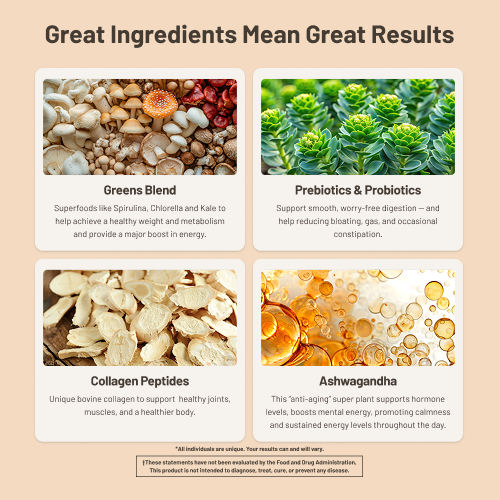 Great Ingredients Mean Great Results
Greens Blend
Superfoods like Spirulina, Chlorella and Kale to
help achieve a healthy weight and metabolism
and provide a major boost in energy.
Prebiotics & Probiotics
Support smooth, worry-free digestion — and
help reducing bloating, gas, and occasional
constipation.
Collagen Peptides
Unique bovine collagen to support healthy joints,
muscles, and a healthier body.
Ashwagandha
This "anti-aging" super plant supports hormone
levels, boosts mental energy, promoting calmness
and sustained energy levels throughout the day.
*All individuals are unique. Your results can and will vary.
†These statements have not been evaluated by the Food and Drug Administration.
This product is not intended to diagnose, treat, cure, or prevent any disease.